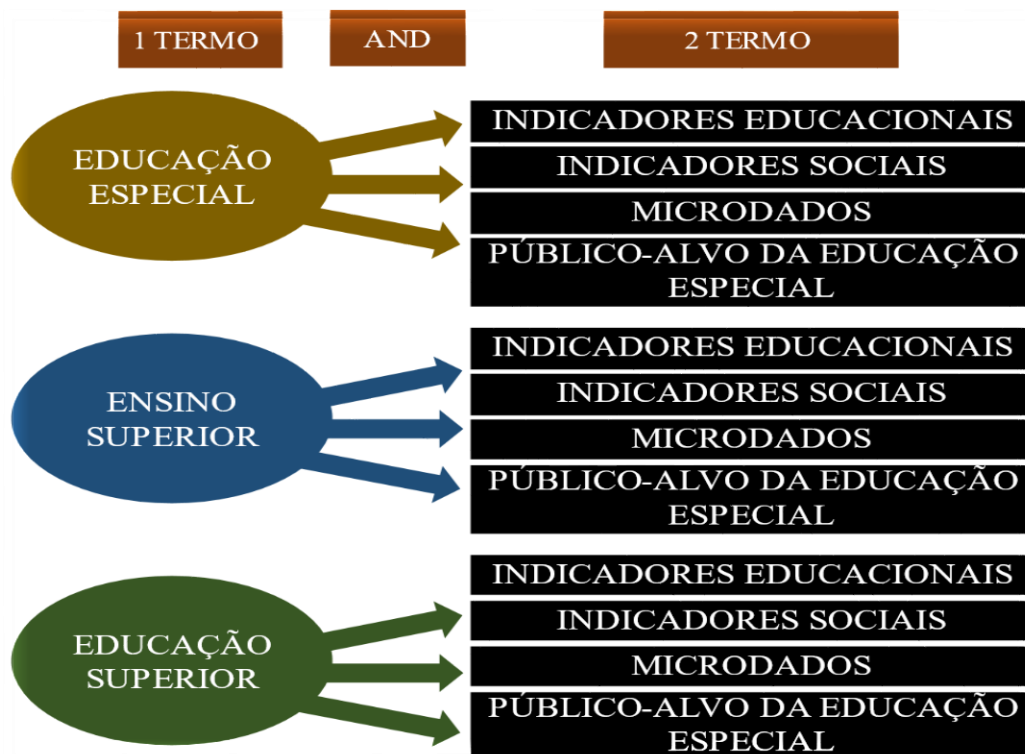 1 TERMO
AND
2 TERMO
EDUCAÇÃO
ESPECIAL
INDICADORES EDUCACIONAIS
INDICADORES SOCIAIS
MICRODADOS
PÚBLICO-ALVO DA EDUCAÇÃO
ESPECIAL
ENSINO
SUPERIOR
INDICADORES EDUCACIONAIS
INDICADORES SOCIAIS
MICRODADOS
PÚBLICO-ALVO DA EDUCAÇÃO
ESPECIAL
EDUCAÇÃO
SUPERIOR
INDICADORES EDUCACIONAIS
INDICADORES SOCIAIS
MICRODADOS
PÚBLICO-ALVO DA EDUCAÇÃO
ESPECIAL